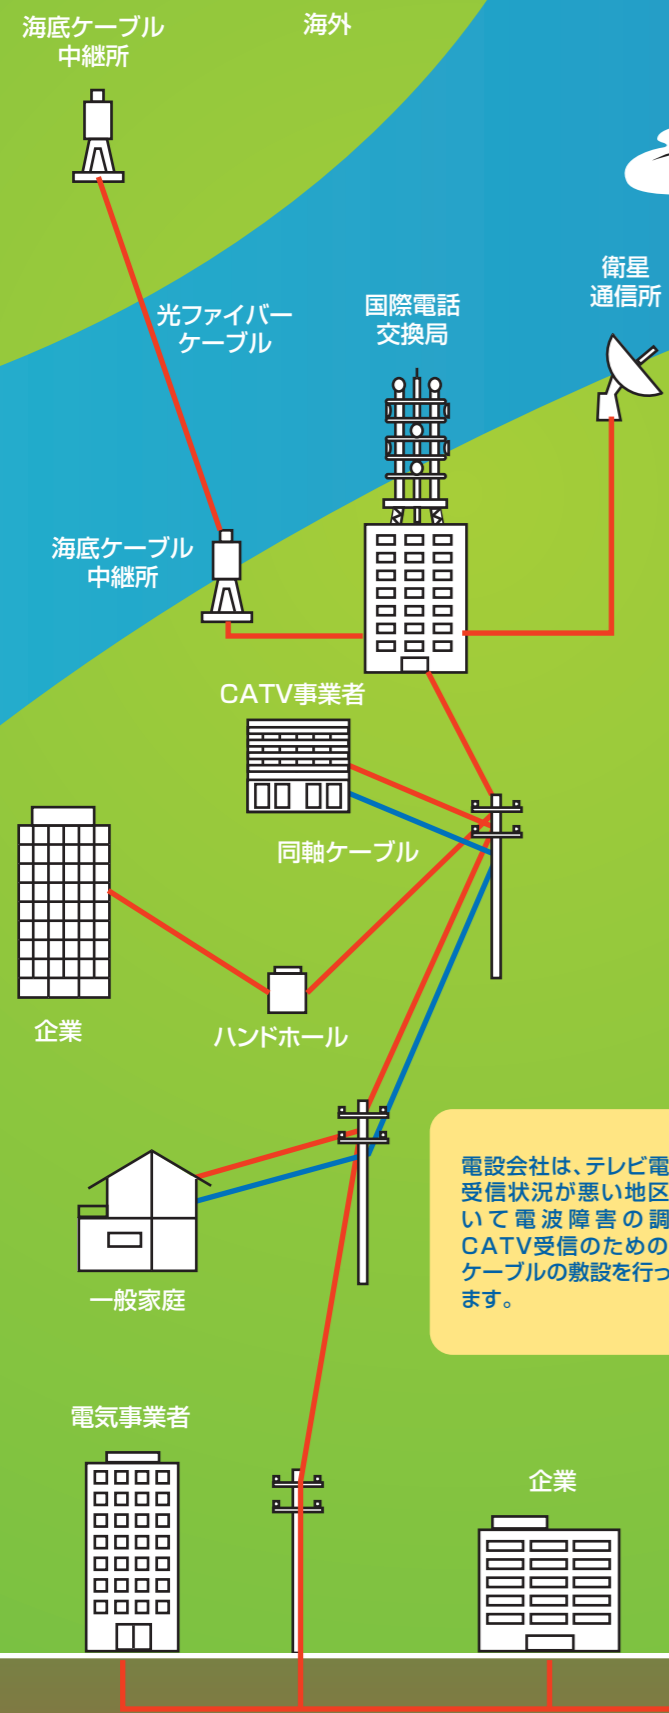 海底ケーブル
中継所
海外
衛星
通信所
光ファイバー
ケーブル
国際電話
交換局
海底ケーブル
中継所
CATV事業者
同軸ケーブル
企業
ハンドホール
電設会社は、テレビ電
受信状況が悪い地区
いて電波障害の調
CATV受信のための
ケーブルの敷設を行っ
ます。
一般家庭
電気事業者
企業